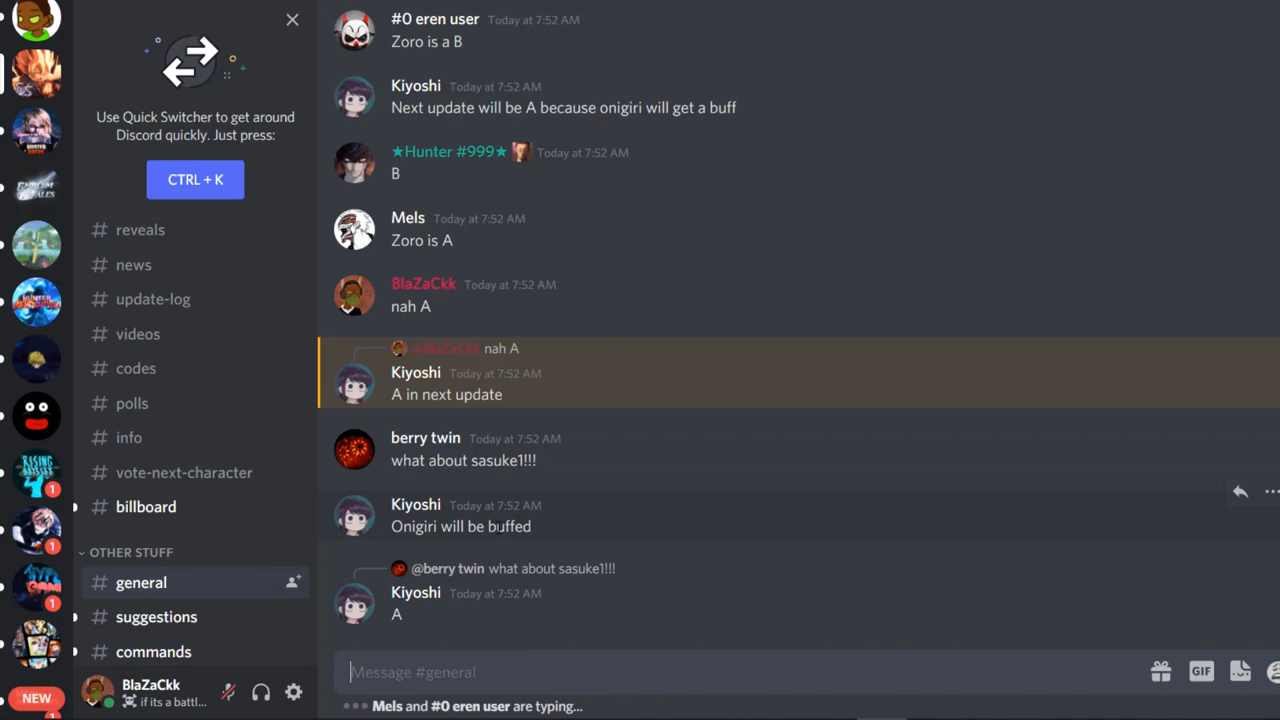 Use Quick Switcher to get around
Discord quickly. Just press:
CTRL + K
# reveals
# news
# update-log
# videos
# codes
# polls
# info
# vote-next-character
# billboard
OTHER STUFF
# general
# suggestions
# commands
BlaZaCkk
if its a battl...
NEW
1
1
1
RISING
#0 eren user Today at 7:52 AM
Zoro is a B
Kiyoshi Today at 7:52 AM
Next update will be A because onigiri will get a buff
★Hunter #999★ Today at 7:52 AM
B
Mels Today at 7:52 AM
Zoro is A
BlaZaCkk Today at 7:52 AM
nah A
@BlaZaCkk nah A
Kiyoshi Today at 7:52 AM
A in next update
berry twin Today at 7:52 AM
what about sasuke1!!!
Kiyoshi Today at 7:52 AM
Onigiri will be buffed
@berry twin what about sasuke1!!!
Kiyoshi Today at 7:52 AM
A
Message #general
GIF
Mels and #0 eren user are typing...